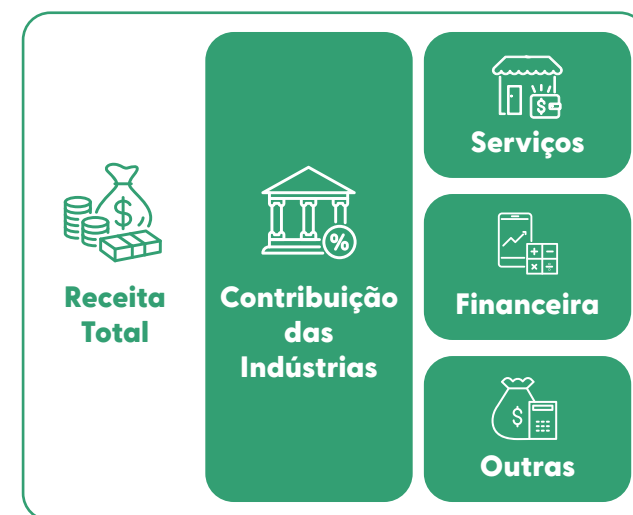 Receita
Total
Contribuição
das
Indústrias
Serviços
Financeira
Outras